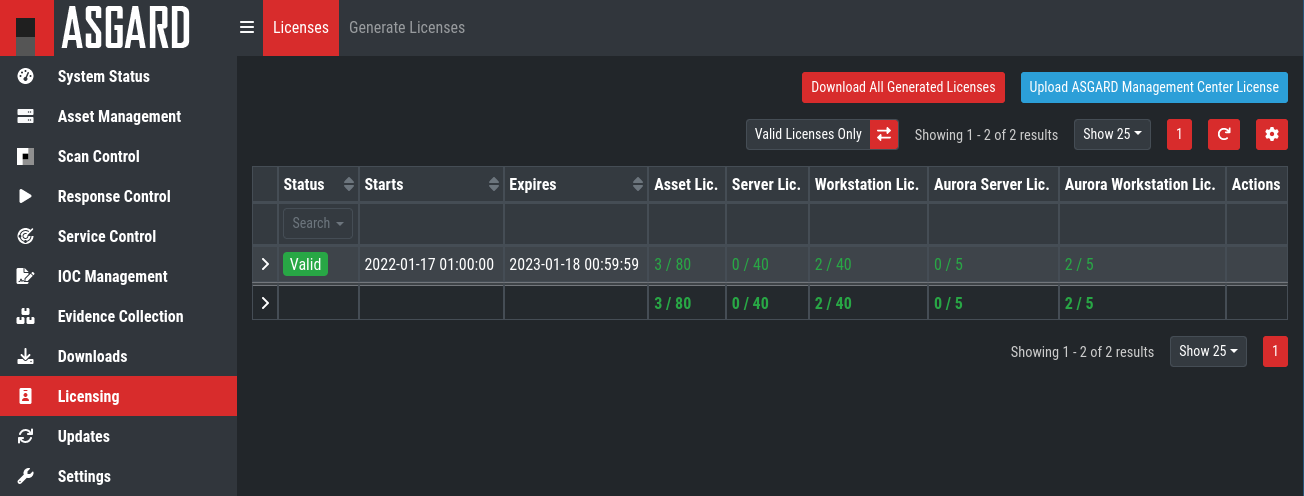 ASGARD
Licenses Generate Licenses
System Status
Asset Management
Scan Control
Response Control
Service Control
IOC Management
Evidence Collection
Downloads
Licensing
Updates
Settings
Download All Generated Licenses Upload ASGARD Management Center License
Valid Licenses Only Showing 1 - 2 of 2 results Show 25 1
Status Starts Expires Asset Lic. Server Lic. Workstation Lic. Aurora Server Lic. Aurora Workstation Lic. Actions
Search
Valid 2022-01-17 01:00:00 2023-01-18 00:59:59 3 / 80 0 / 40 2 / 40 0 / 5 2 / 5
3 / 80 0 / 40 2 / 40 0 / 5 2 / 5
Showing 1 - 2 of 2 results Show 25 1